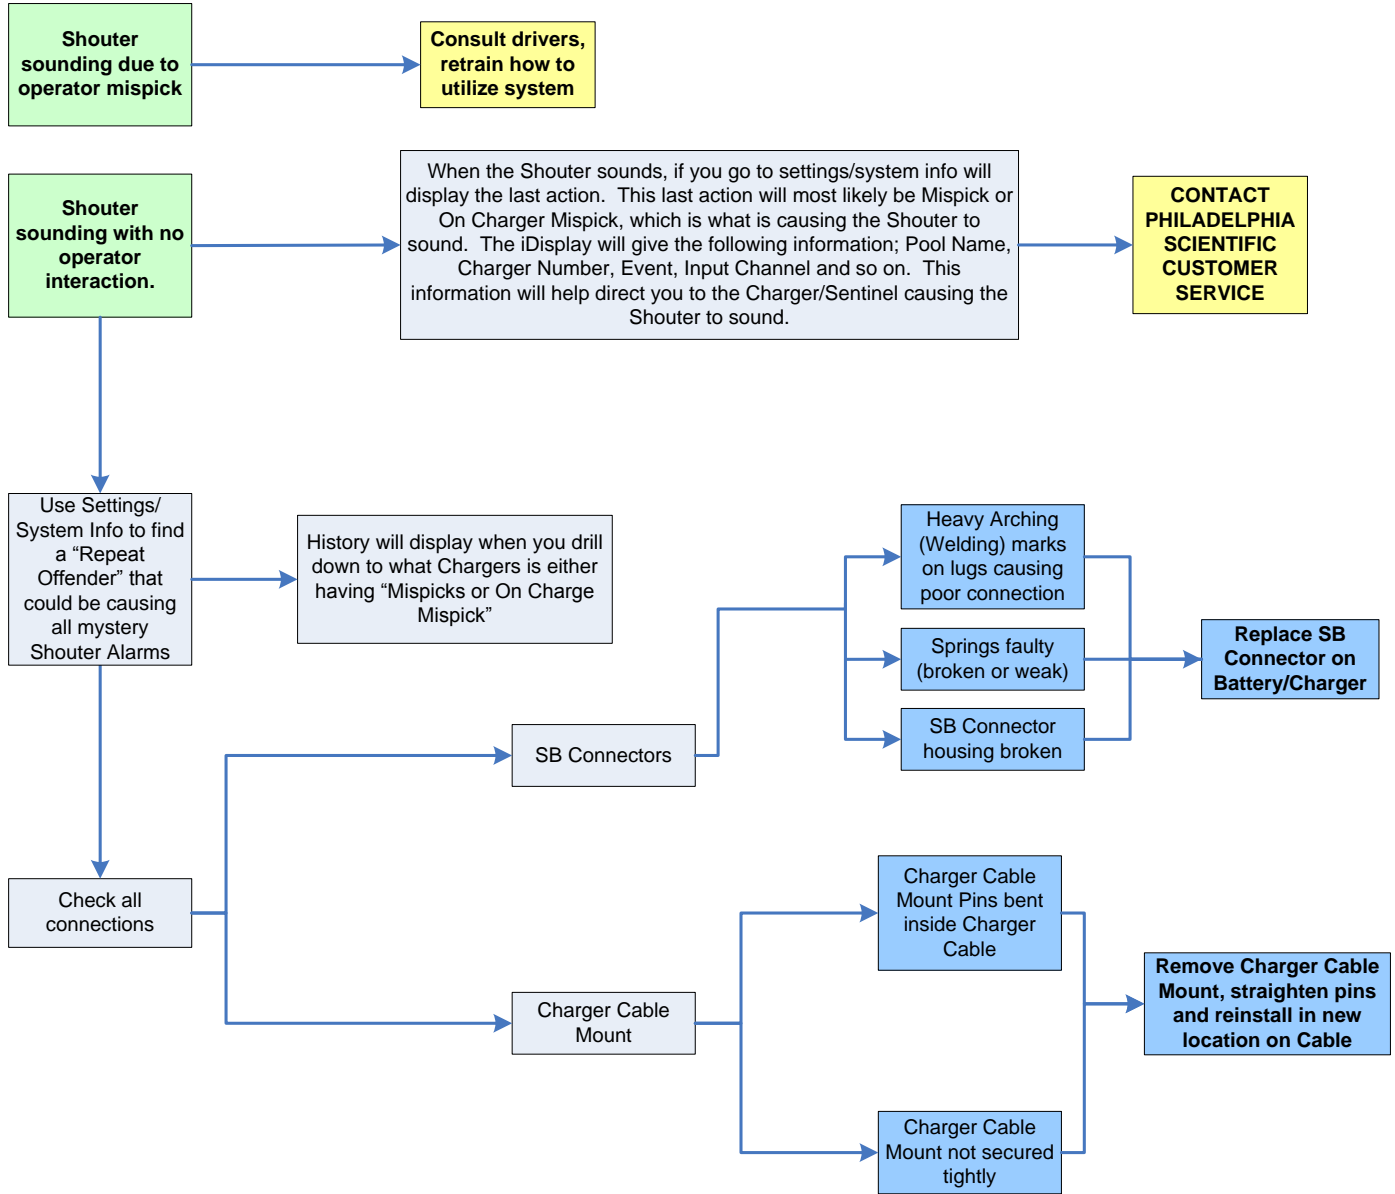 Shouter
sounding due to
operator mispick
Consult drivers,
retrain how to
utilize system
Shouter
sounding with no
operator
interaction.
When the Shouter sounds, if you go to settings/system info will
display the last action.  This last action will most likely be Mispick or
On Charger Mispick, which is what is causing the Shouter to
sound.  The iDisplay will give the following information; Pool Name,
Charger Number, Event, Input Channel and so on.  This
information will help direct you to the Charger/Sentinel causing the
Shouter to sound.
CONTACT
PHILADELPHIA
SCIENTIFIC
CUSTOMER
SERVICE
Use Settings/
System Info to find
a “Repeat
Offender” that
could be causing
all mystery
Shouter Alarms
History will display when you drill
down to what Chargers is either
having “Mispicks or On Charge
Mispick”
Heavy Arching
(Welding) marks
on lugs causing
poor connection
Springs faulty
(broken or weak)
SB Connector
housing broken
Replace SB
Connector on
Battery/Charger
SB Connectors
Check all
connections
Charger Cable
Mount
Charger Cable
Mount Pins bent
inside Charger
Cable
Charger Cable
Mount not secured
tightly
Remove Charger Cable
Mount, straighten pins
and reinstall in new
location on Cable